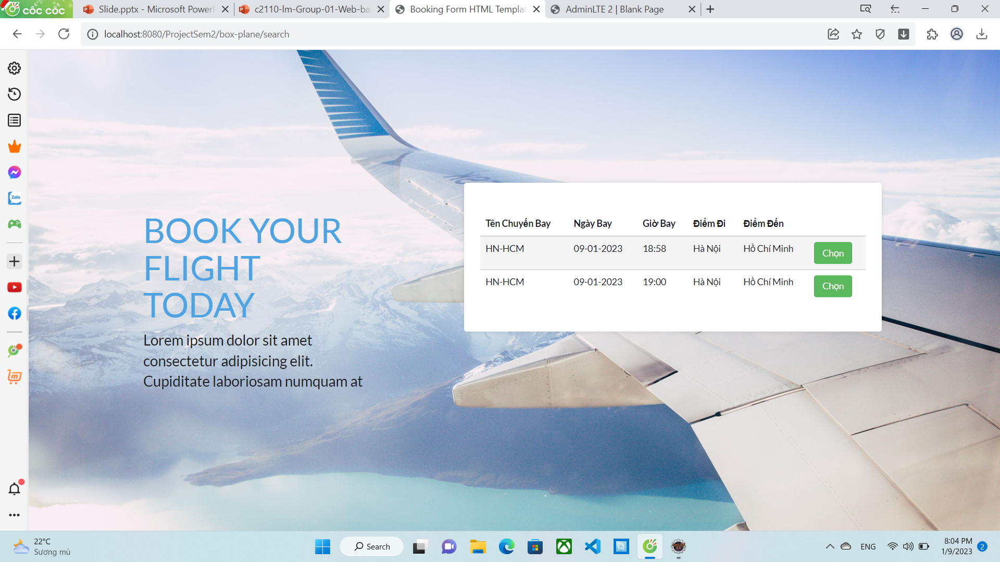 cốc cốc
Slide.pptx - Microsoft PowerP
c2110-lm-Group-01-Web-ba
Booking Form HTML Templat
AdminLTE 2 | Blank Page
localhost:8080/ProjectSem2/box-plane/search
Zalo
BOOK YOUR
FLIGHT
TODAY
Lorem ipsum dolor sit amet
consectetur adipisicing elit.
Cupiditate laboriosam numquam at
Tên Chuyến Bay Ngày Bay Giờ Bay Điểm Đi Điểm Đến
HN-HCM 09-01-2023 18:58 Hà Nội Hồ Chí Minh Chọn
HN-HCM 09-01-2023 19:00 Hà Nội Hồ Chí Minh Chọn
22°C
Sương mù
Search
ENG
8:04 PM
1/9/2023
2